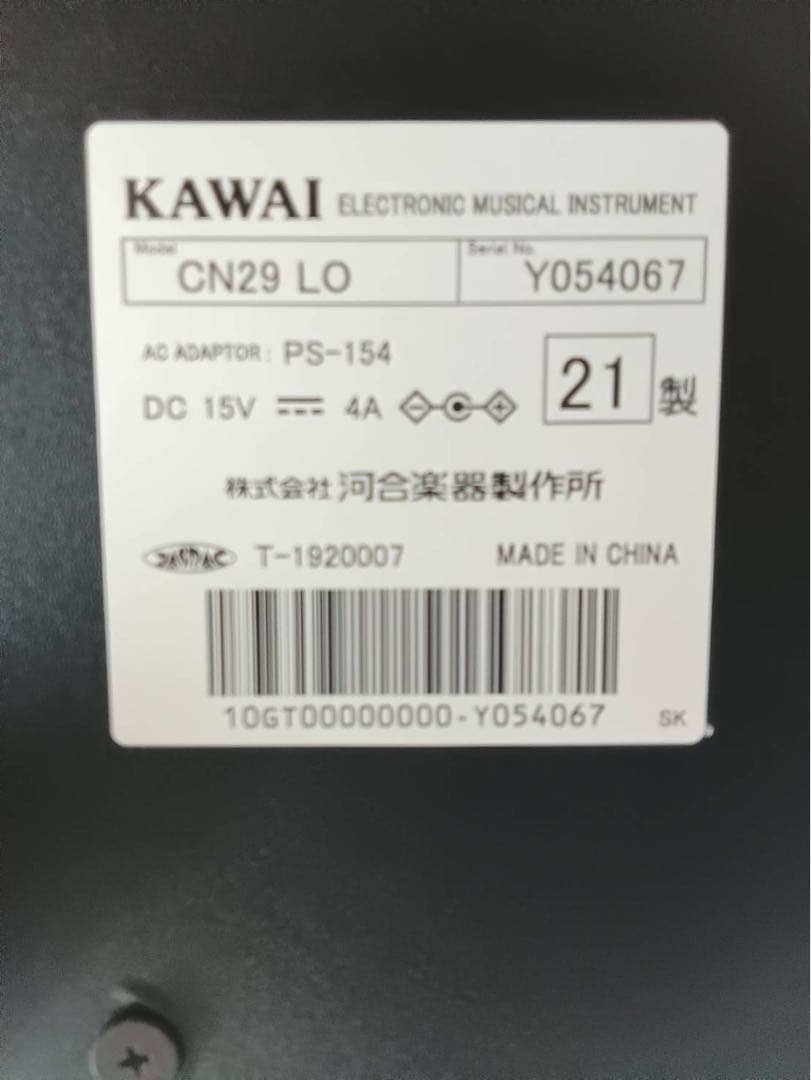 KAWAI ELECTRONIC MUSICAL INSTRUMENT
Model Serial No.
CN29 LO Y054067
AC ADAPTOR: PS-154
DC 15V 4A
21 製
株式会社 河合楽器製作所
JASRAC T-1920007 MADE IN CHINA
10GT00000000-Y054067 SK